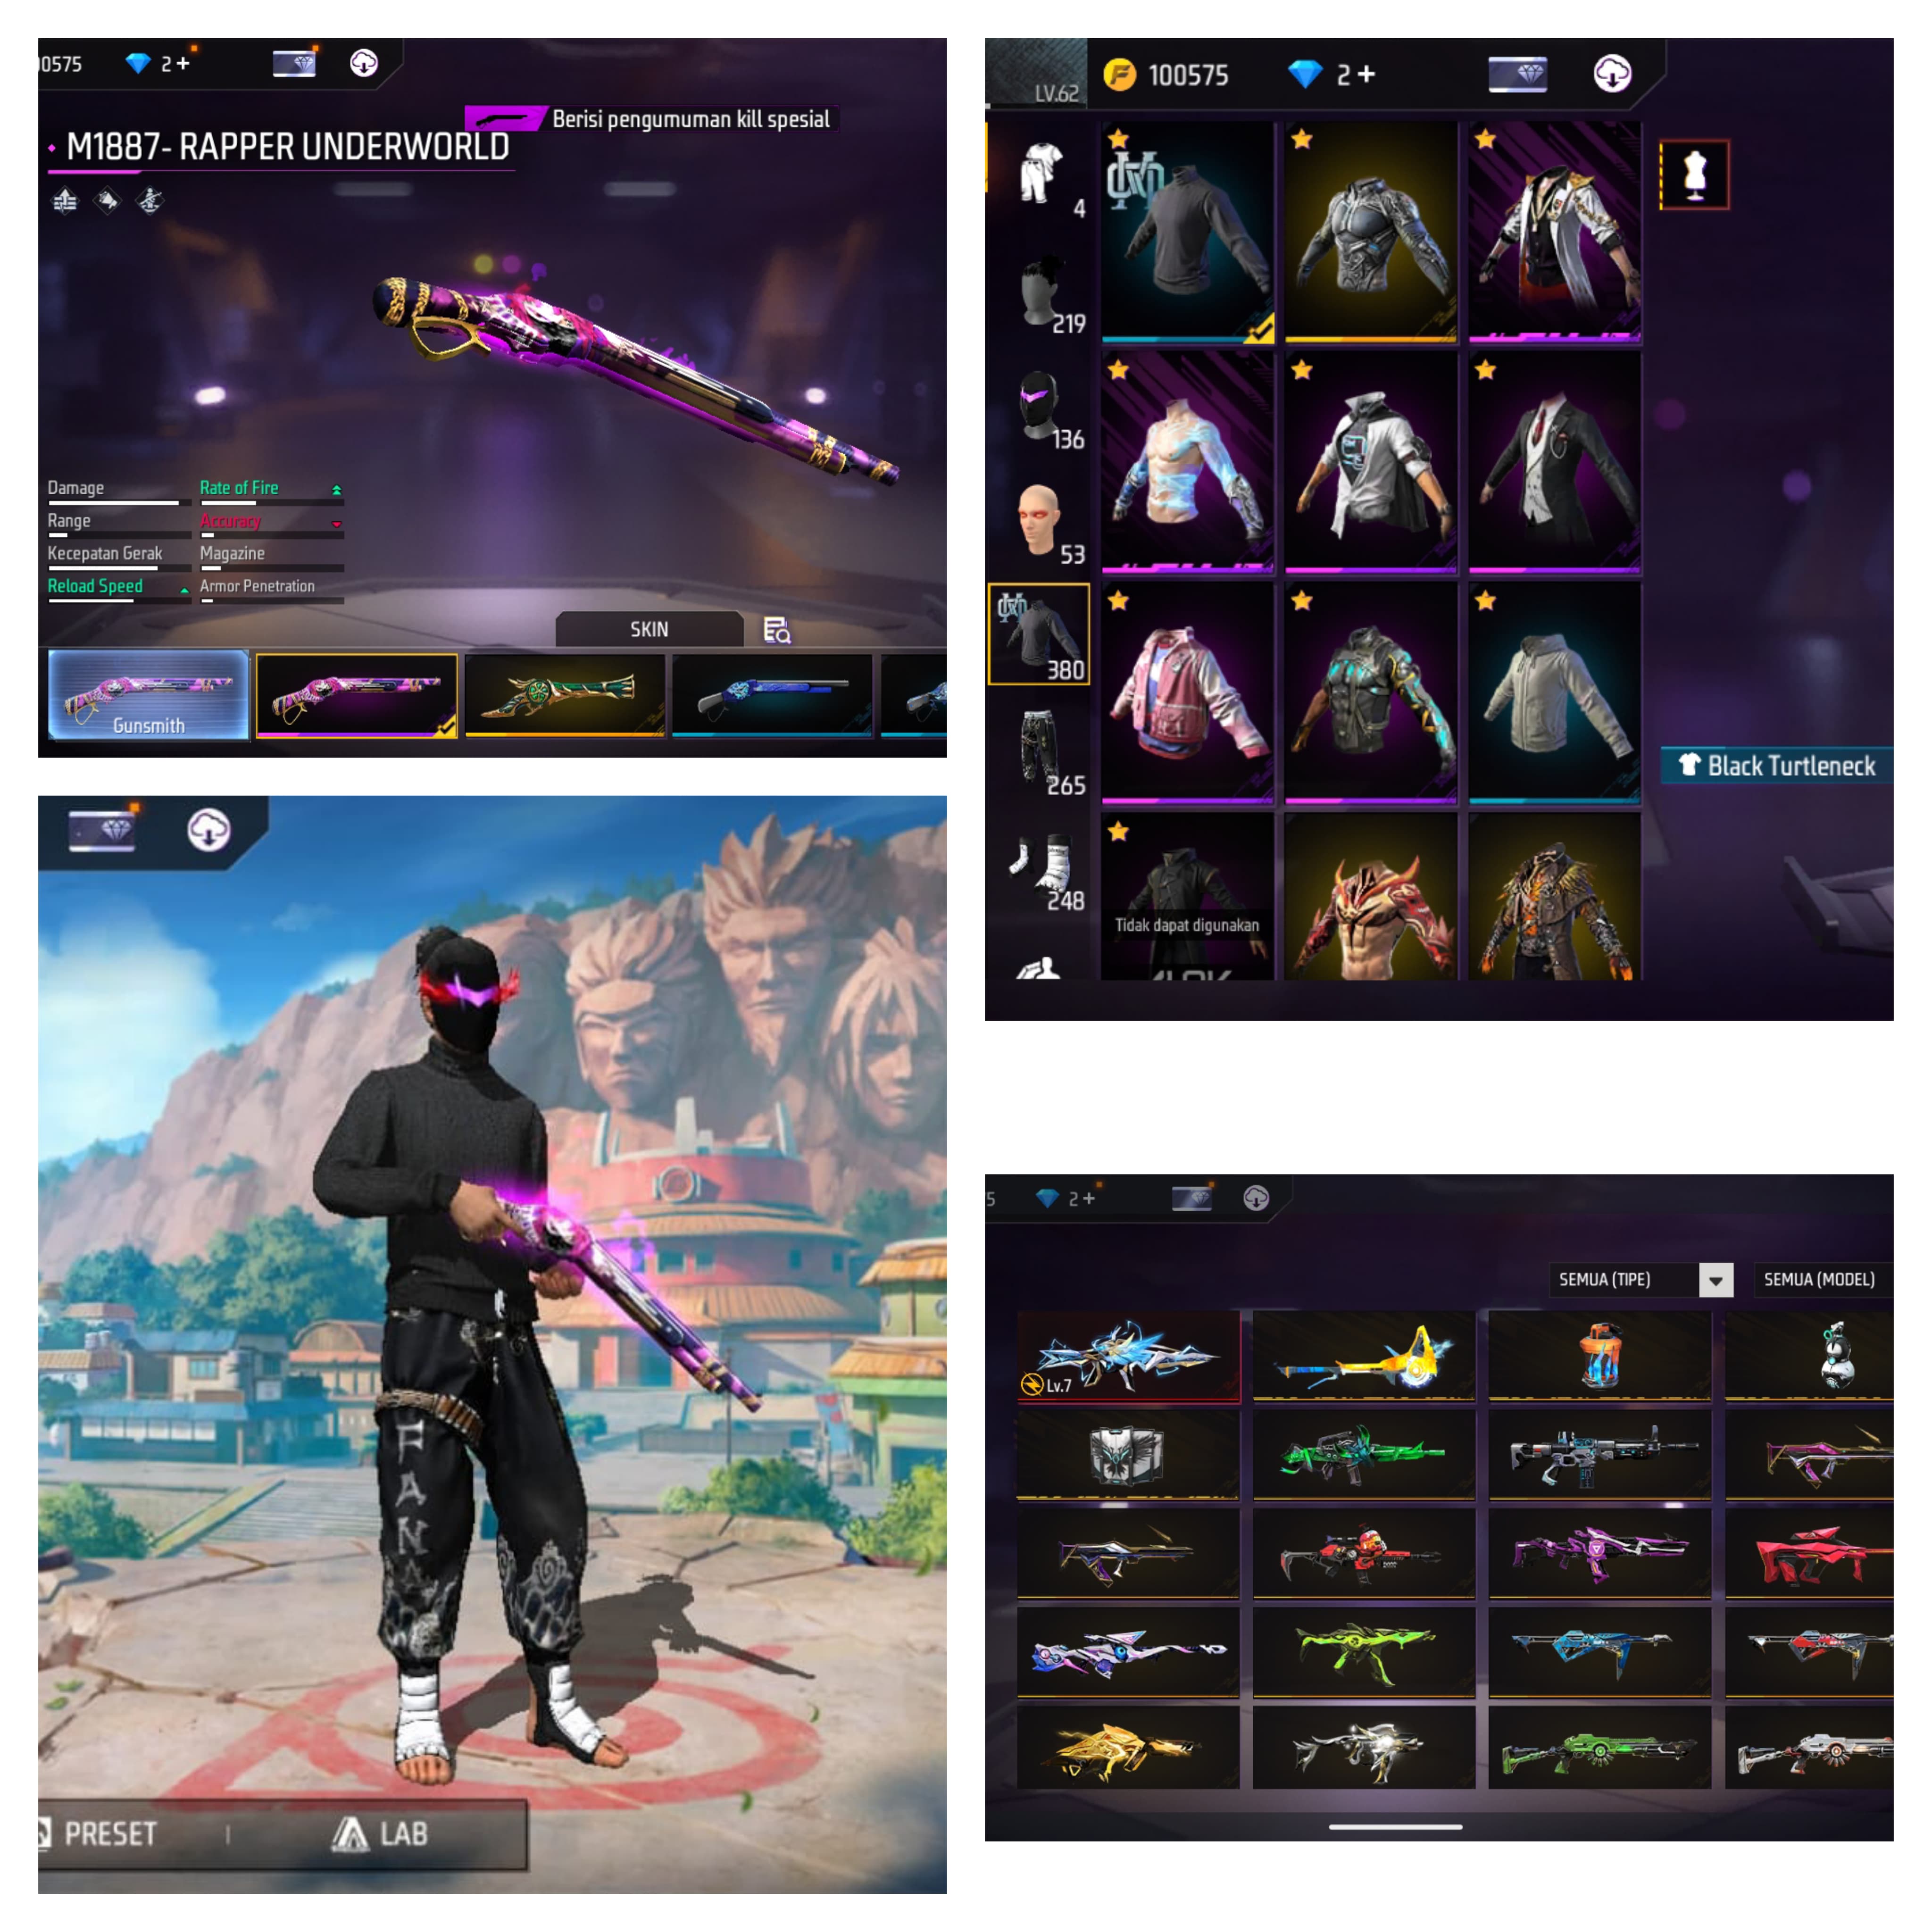 0575
2+
Berisi pengumuman kill spesial
M1887- RAPPER UNDERWORLD
Damage
Rate of Fire
Range
Accuracy
Kecepatan Gerak
Magazine
Reload Speed
Armor Penetration
SKIN
Gunsmith
LV.62
100575
2+
4
219
136
53
380
265
248
Black Turtleneck
Tidak dapat digunakan
FANA
PRESET
LAB
5
2+
SEMUA (TIPE)
SEMUA (MODEL)
Lv.7